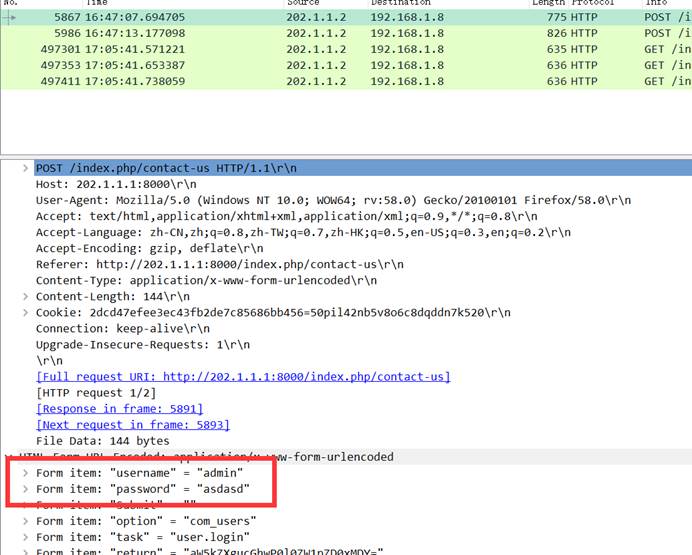 No. Time Source Destination Length Protocol Info
5867 16:47:07.694705 202.1.1.2 192.168.1.8 775 HTTP POST /i
5986 16:47:13.177098 202.1.1.2 192.168.1.8 826 HTTP POST /i
497301 17:05:41.571221 202.1.1.2 192.168.1.8 635 HTTP GET /in
497353 17:05:41.653387 202.1.1.2 192.168.1.8 636 HTTP GET /in
497411 17:05:41.738059 202.1.1.2 192.168.1.8 636 HTTP GET /in
POST /index.php/contact-us HTTP/1.1\r\n
Host: 202.1.1.1:8000\r\n
User-Agent: Mozilla/5.0 (Windows NT 10.0; WOW64; rv:58.0) Gecko/20100101 Firefox/58.0\r\n
Accept: text/html,application/xhtml+xml,application/xml;q=0.9,*/*;q=0.8\r\n
Accept-Language: zh-CN,zh;q=0.8,zh-TW;q=0.7,zh-HK;q=0.5,en-US;q=0.3,en;q=0.2\r\n
Accept-Encoding: gzip, deflate\r\n
Referer: http://202.1.1.1:8000/index.php/contact-us\r\n
Content-Type: application/x-www-form-urlencoded\r\n
Content-Length: 144\r\n
Cookie: 2dcd47efee3ec43fb2de7c85686bb456=50pil42nb5v8o6c8dqddn7k520\r\n
Connection: keep-alive\r\n
Upgrade-Insecure-Requests: 1\r\n
\r\n
[Full request URI: http://202.1.1.1:8000/index.php/contact-us]
[HTTP request 1/2]
[Response in frame: 5891]
[Next request in frame: 5893]
File Data: 144 bytes
HTML Form URL Encoded: application/x-www-form-urlencoded
Form item: "username" = "admin"
Form item: "password" = "asdasd"
Form item: "Submit" = ""
Form item: "option" = "com_users"
Form item: "task" = "user.login"
Form item: "return" =